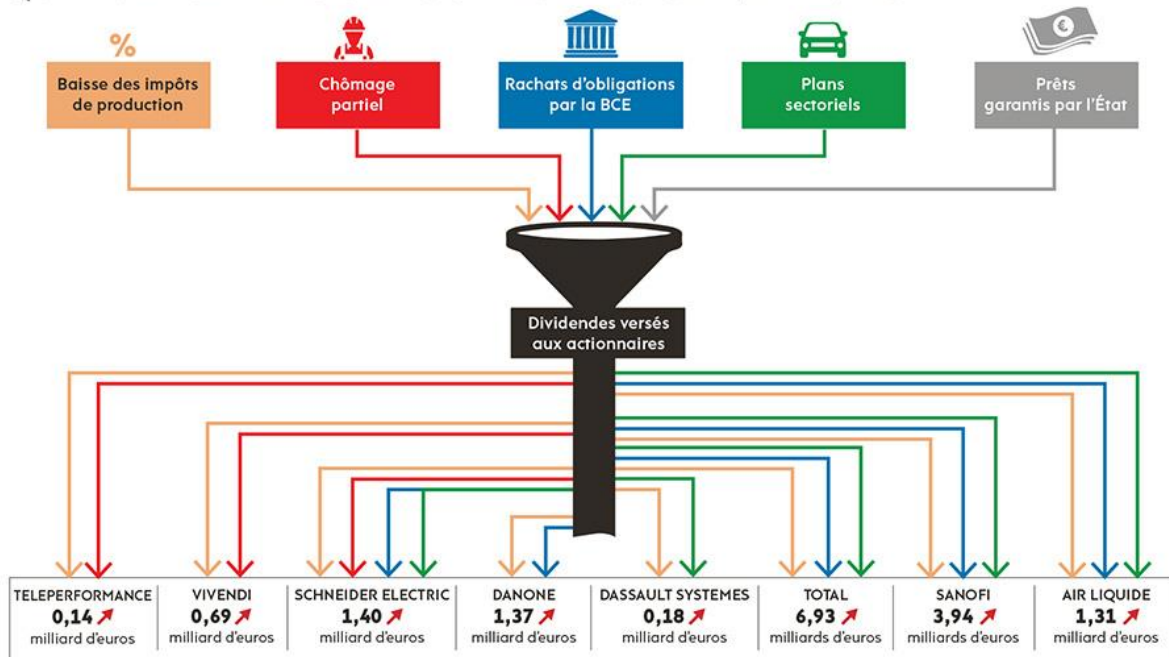 %
Baisse des impôts
de production
Chômage
partiel
Rachats d'obligations
par la BCE
Plans
sectoriels
€
Prêts
garantis par l'État
Dividendes versés
aux actionnaires
TELEPERFORMANCE
0,14
milliard d'euros
VIVENDI
0,69
milliard d'euros
SCHNEIDER ELECTRIC
1,40
milliard d'euros
DANONE
1,37
milliard d'euros
DASSAULT SYSTEMES
0,18
milliard d'euros
TOTAL
6,93
milliards d'euros
SANOFI
3,94
milliards d'euros
AIR LIQUIDE
1,31
milliard d'euros